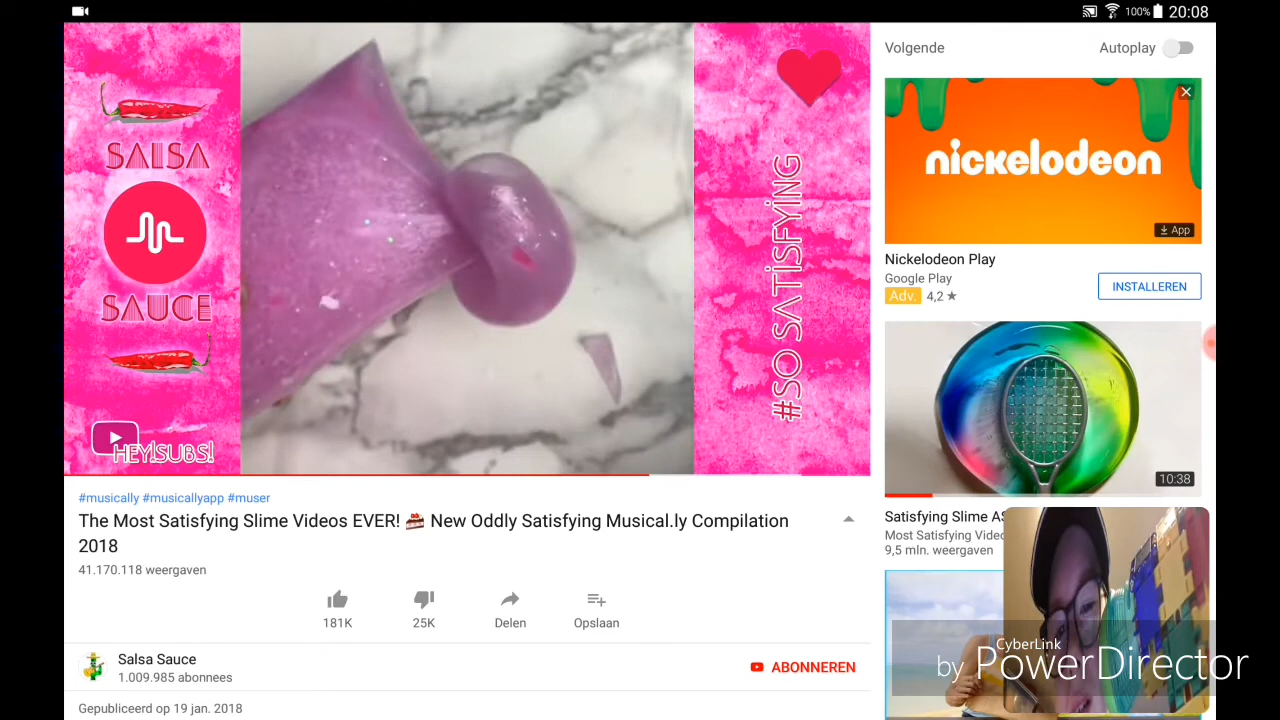 100% 20:08
SALSA
SAUCE
HEY!SUBS!
#SO SATISFYING
Volgende
Autoplay
nickelodeon
App
Nickelodeon Play
Google Play
Adv. 4,2 ★
INSTALLEREN
10:38
#musically #musicallyapp #muser
The Most Satisfying Slime Videos EVER! 🍰 New Oddly Satisfying Musical.ly Compilation
2018
41.170.118 weergaven
181K
25K
Delen
Opslaan
Salsa Sauce
1.009.985 abonnees
ABONNEREN
Gepubliceerd op 19 jan. 2018
Satisfying Slime
Most Satisfying
9,5 mln. weergaven
CyberLink
by PowerDirector